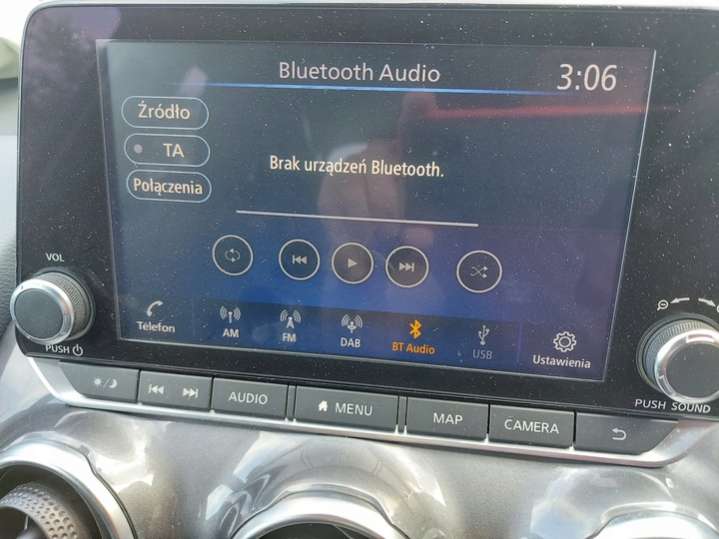 Bluetooth Audio
3:06
Źródło
TA
Brak urządzeń Bluetooth.
Połączenia
VOL
PUSH
Telefon
AM
FM
DAB
BT Audio
USB
Ustawienia
PUSH SOUND
AUDIO
MENU
MAP
CAMERA